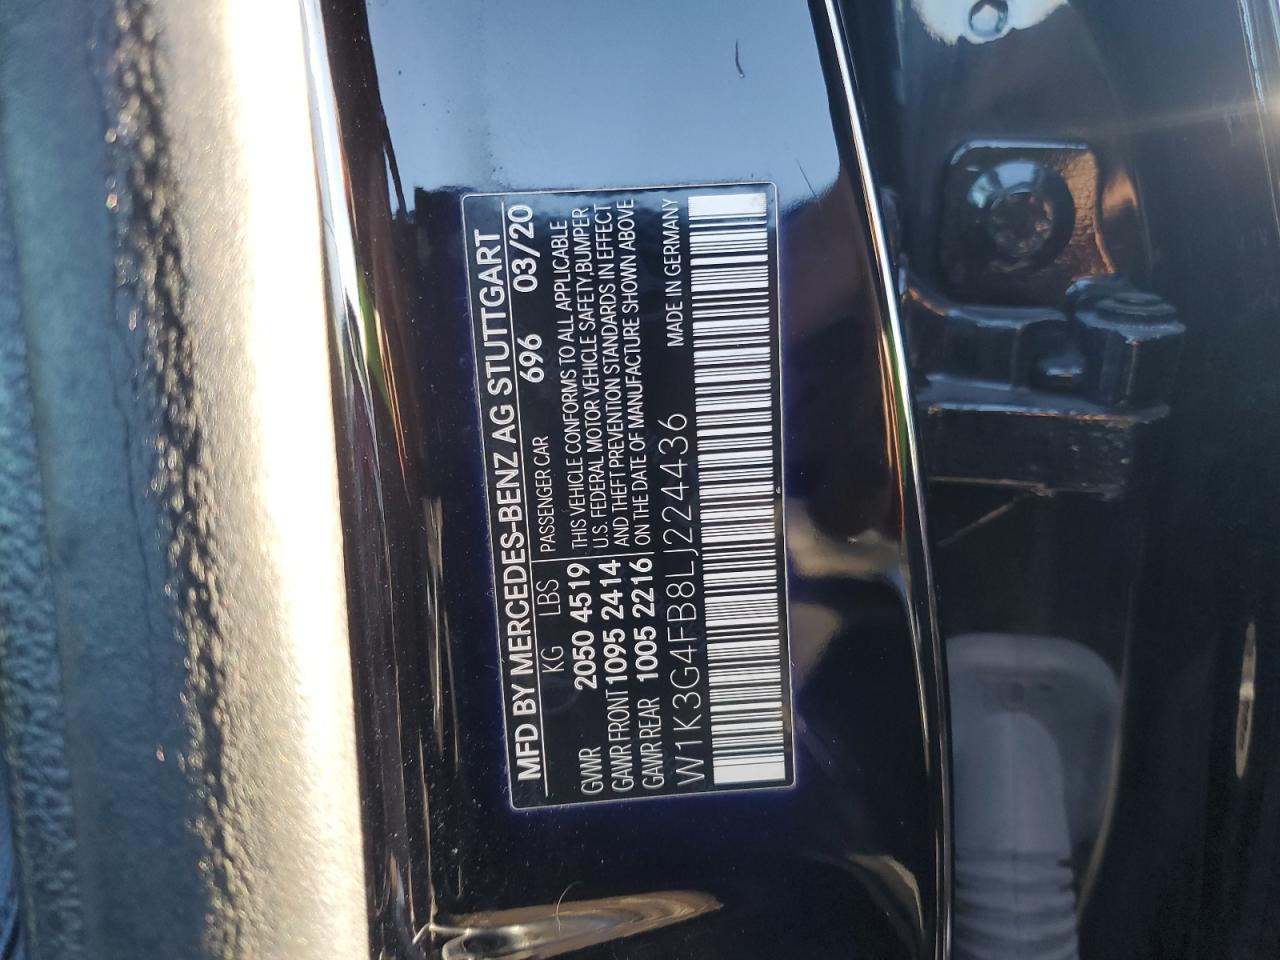 MFD BY MERCEDES-BENZ AG STUTTGART
KG LBS PASSENGER CAR 696 03/20
GVWR 2050 4519 THIS VEHICLE CONFORMS TO ALL APPLICABLE
U.S. FEDERAL MOTOR VEHICLE SAFETY,BUMPER
GAWR FRONT 1095 2414 AND THEFT PREVENTION STANDARDS IN EFFECT
GAWR REAR 1005 2216 ON THE DATE OF MANUFACTURE SHOWN ABOVE
W1K3G4FB8LJ224436 MADE IN GERMANY